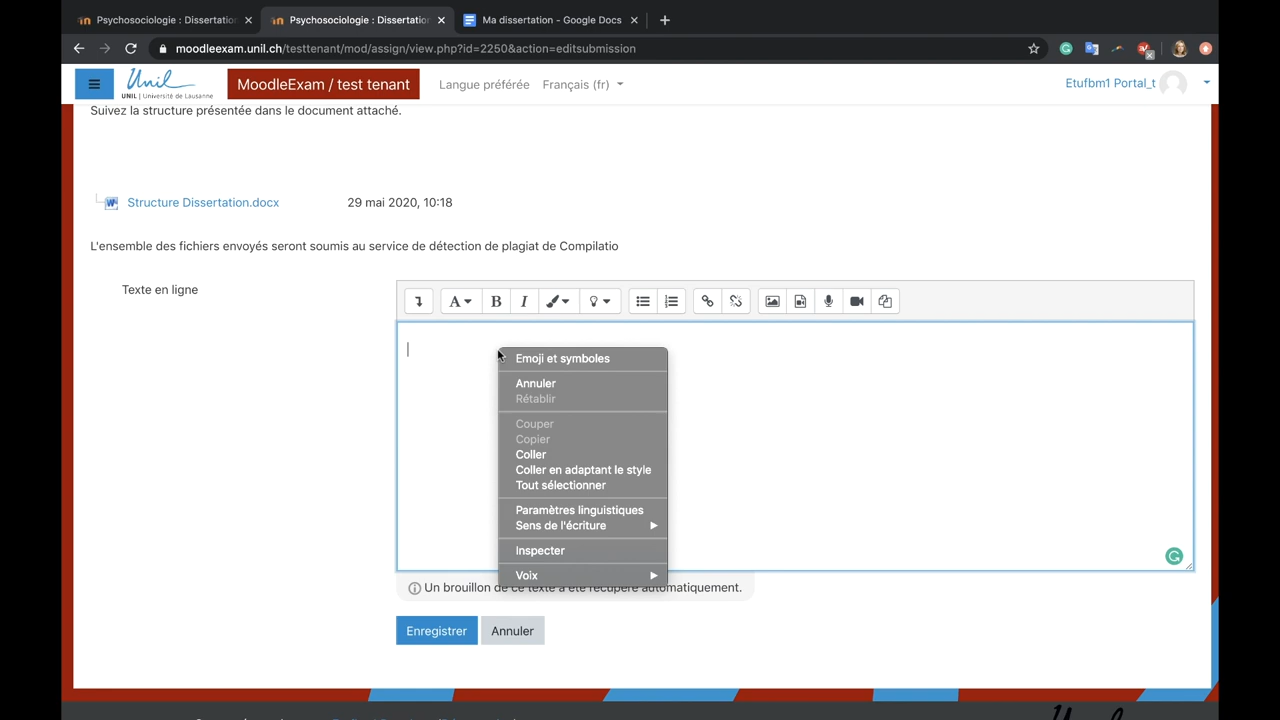 Psychosociologie : Dissertation
Psychosociologie : Dissertation
Ma dissertation - Google Docs
moodleexam.unil.ch/testtenant/mod/assign/view.php?id=2250&action=editsubmission
Unil
UNIL | Université de Lausanne
MoodleExam / test tenant
Langue préférée Français (fr)
Etufbm1 Portal_t
Suivez la structure présentée dans le document attaché.
Structure Dissertation.docx 29 mai 2020, 10:18
L'ensemble des fichiers envoyés seront soumis au service de détection de plagiat de Compilatio
Texte en ligne
A B I
Emoji et symboles
Annuler
Rétablir
Couper
Copier
Coller
Coller en adaptant le style
Tout sélectionner
Paramètres linguistiques
Sens de l'écriture
Inspecter
Voix
Un brouillon de ce texte a été récupéré automatiquement.
Enregistrer Annuler